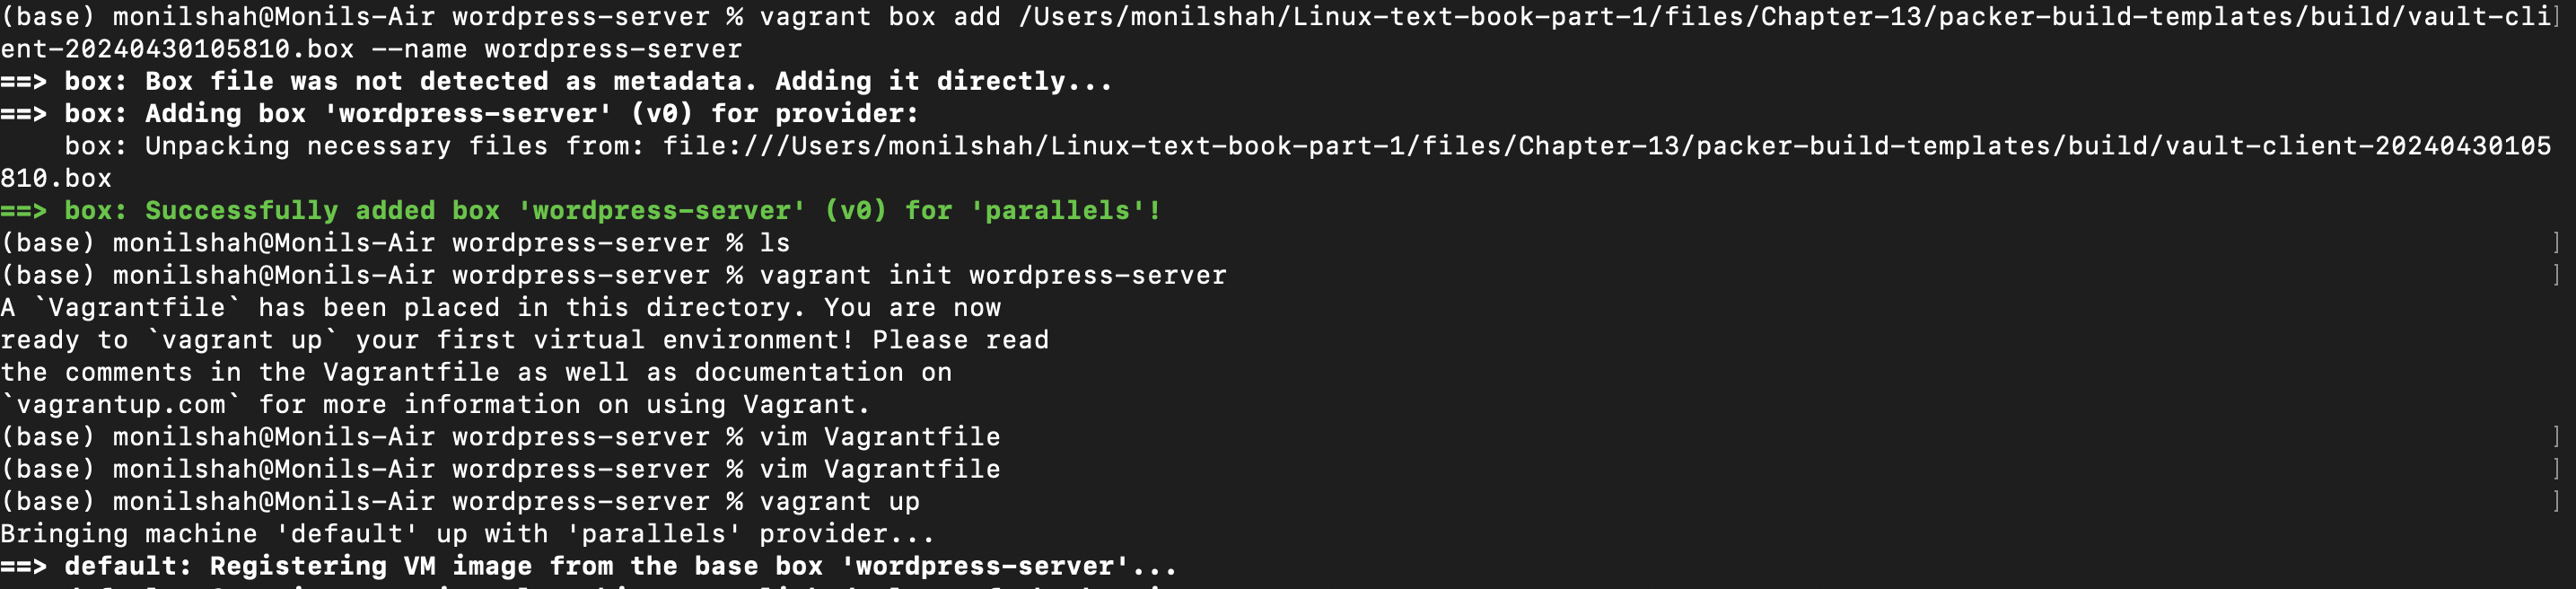 (base) monilshah@Monils-Air wordpress-server % vagrant box add /Users/monilshah/Linux-text-book-part-1/files/Chapter-13/packer-build-templates/build/vault-cli]
ent-20240430105810.box --name wordpress-server
==> box: Box file was not detected as metadata. Adding it directly...
==> box: Adding box 'wordpress-server' (v0) for provider:
    box: Unpacking necessary files from: file:///Users/monilshah/Linux-text-book-part-1/files/Chapter-13/packer-build-templates/build/vault-client-20240430105
810.box
==> box: Successfully added box 'wordpress-server' (v0) for 'parallels'!
(base) monilshah@Monils-Air wordpress-server % ls ]
(base) monilshah@Monils-Air wordpress-server % vagrant init wordpress-server ]
A `Vagrantfile` has been placed in this directory. You are now
ready to `vagrant up` your first virtual environment! Please read
the comments in the Vagrantfile as well as documentation on
`vagrantup.com` for more information on using Vagrant.
(base) monilshah@Monils-Air wordpress-server % vim Vagrantfile ]
(base) monilshah@Monils-Air wordpress-server % vim Vagrantfile ]
(base) monilshah@Monils-Air wordpress-server % vagrant up ]
Bringing machine 'default' up with 'parallels' provider...
==> default: Registering VM image from the base box 'wordpress-server'...